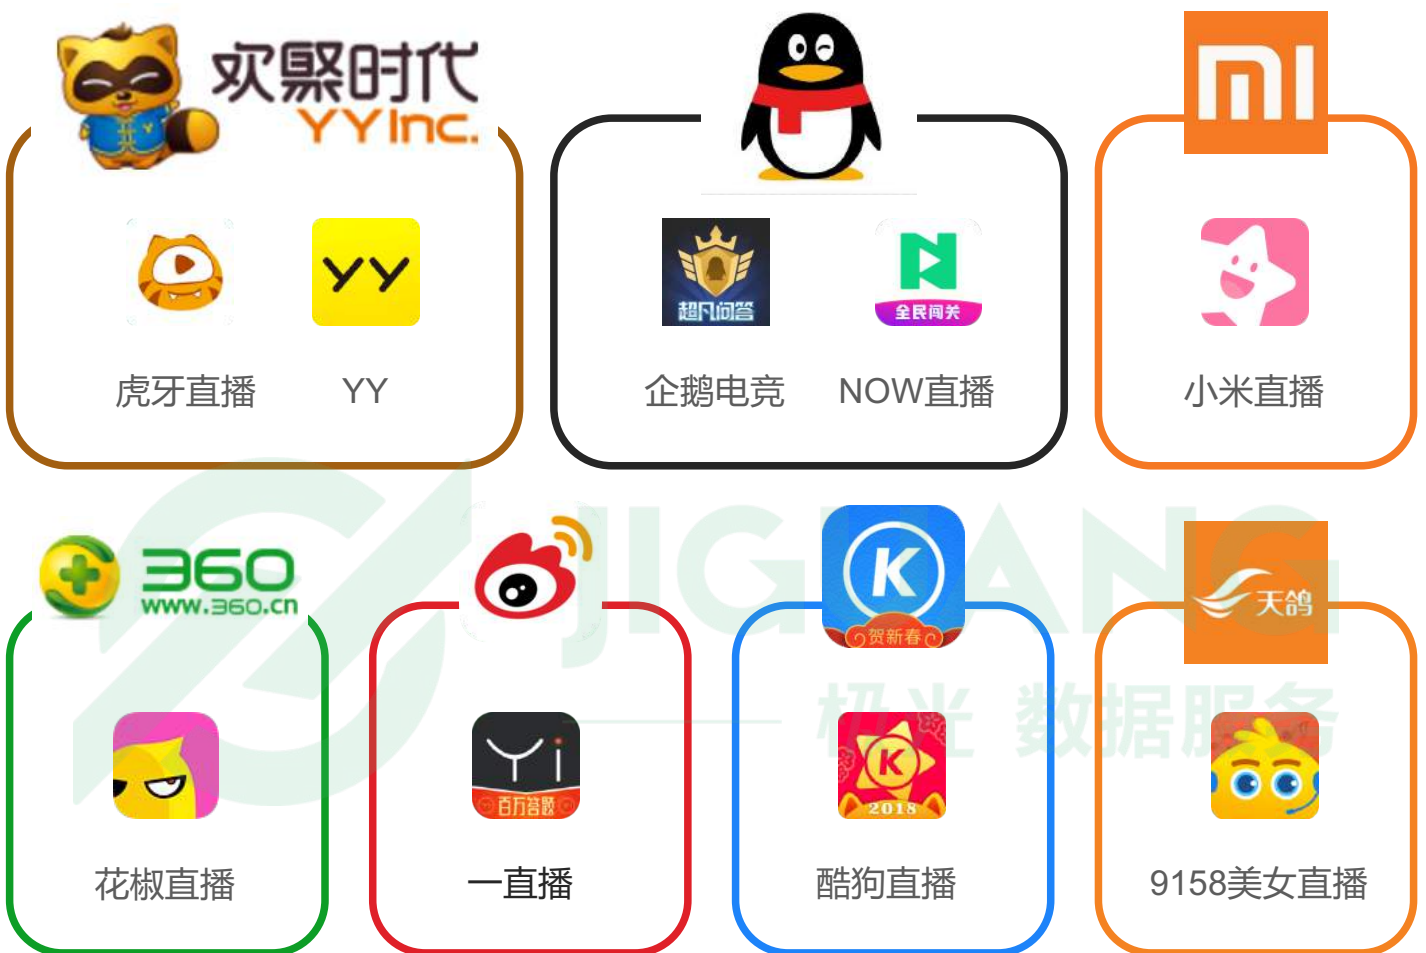 欢聚时代
YY Inc.
mi
YY
超凡问答
N
全民闯关
虎牙直播 YY
企鹅电竞 NOW直播
小米直播
360
www.360.cn
K
贺新春
天鸽
JIGUANG
极光 数据服务
Yi
百万答题
K
2018
花椒直播
一直播
酷狗直播
9158美女直播